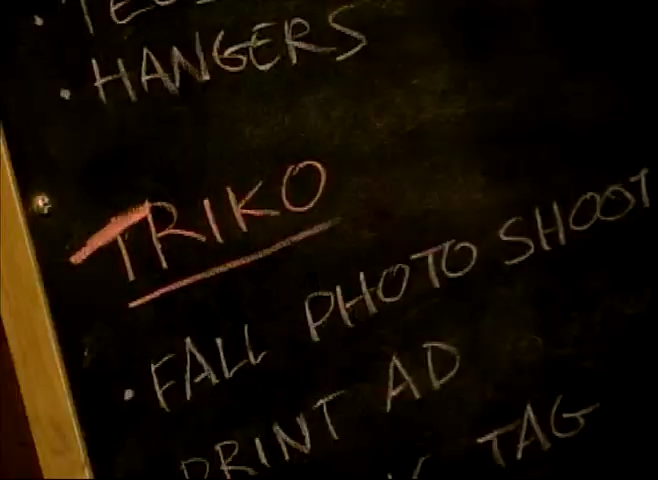 • HANGERS
TRIKO
• FALL PHOTO SHOOT
PRINT AD
TAG